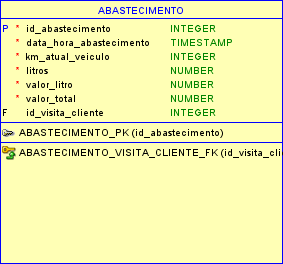 ABASTECIMENTO
P * id_abastecimento INTEGER
* data_hora_abastecimento TIMESTAMP
* km_atual_veiculo INTEGER
* litros NUMBER
* valor_litro NUMBER
* valor_total NUMBER
F id_visita_cliente INTEGER
ABASTECIMENTO_PK (id_abastecimento)
ABASTECIMENTO_VISITA_CLIENTE_FK (id_visita_cli